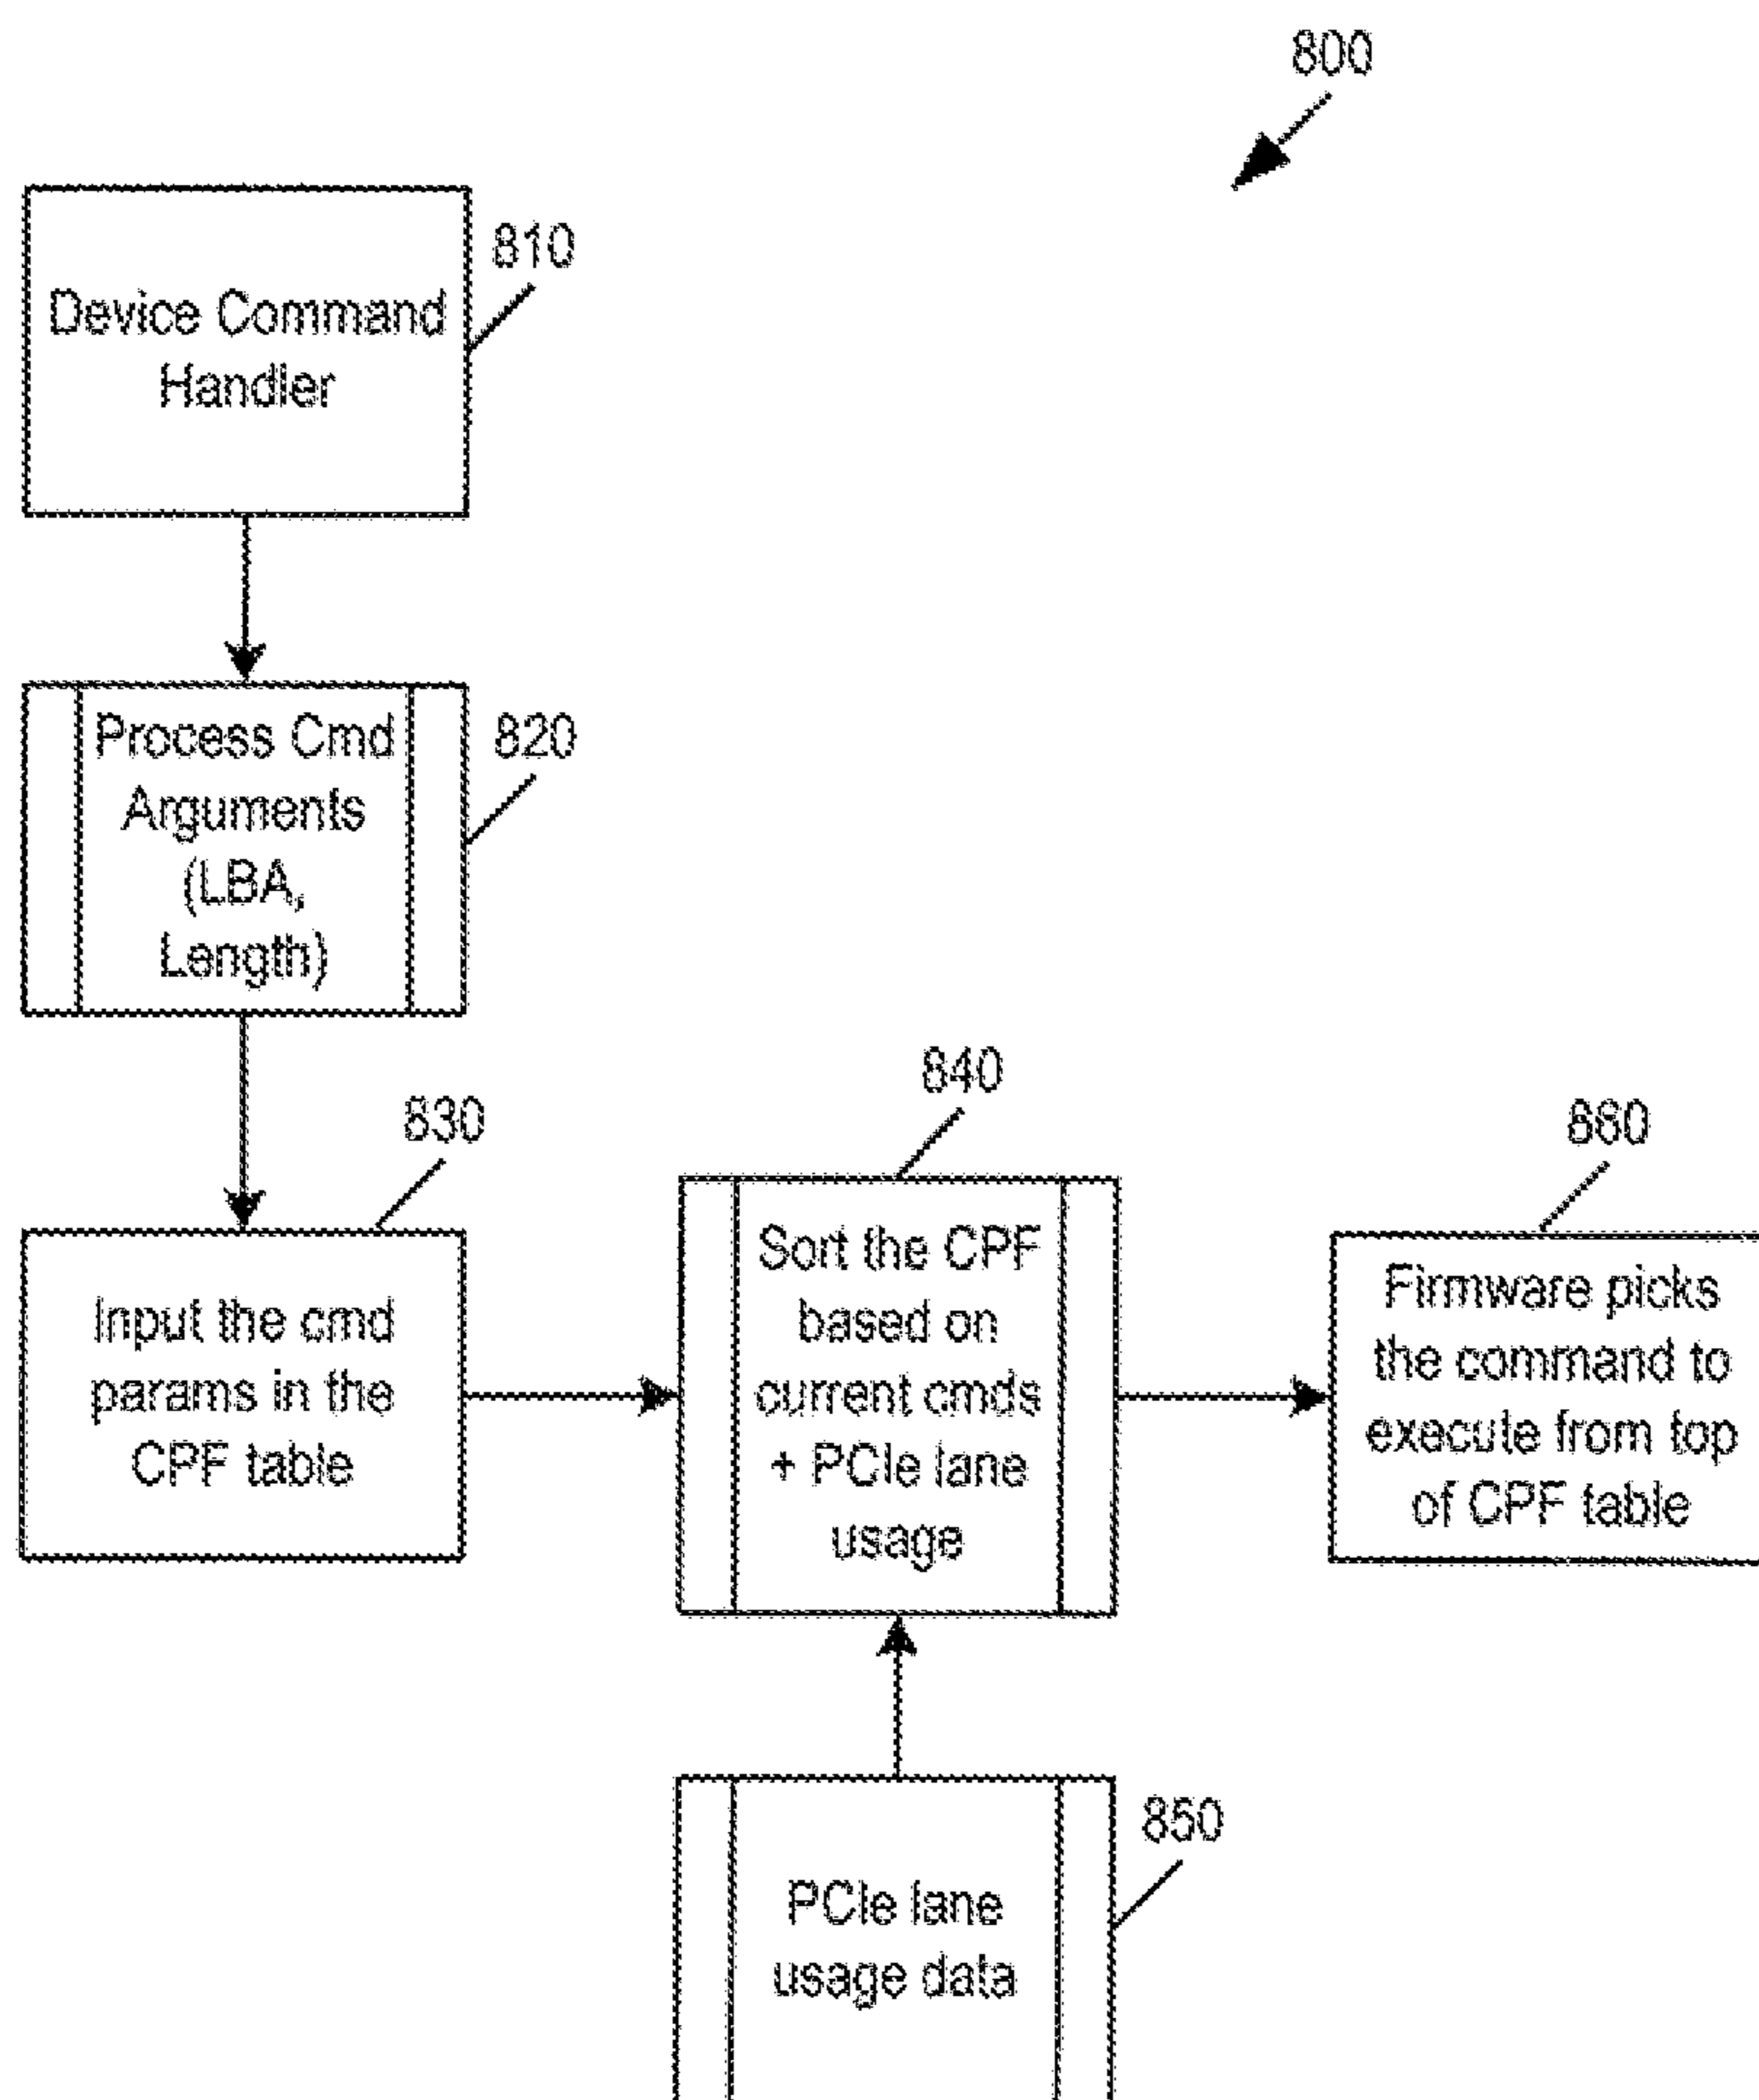 800
810
Device Command
Handler
820
Process Cmd
Arguments
(LBA,
Length)
830
Input the cmd
params in the
CPF table
840
Sort the CPF
based on
current cmds
+ PCIe lane
usage
860
Firmware picks
the command to
execute from top
of CPF table
850
PCIe lane
usage data